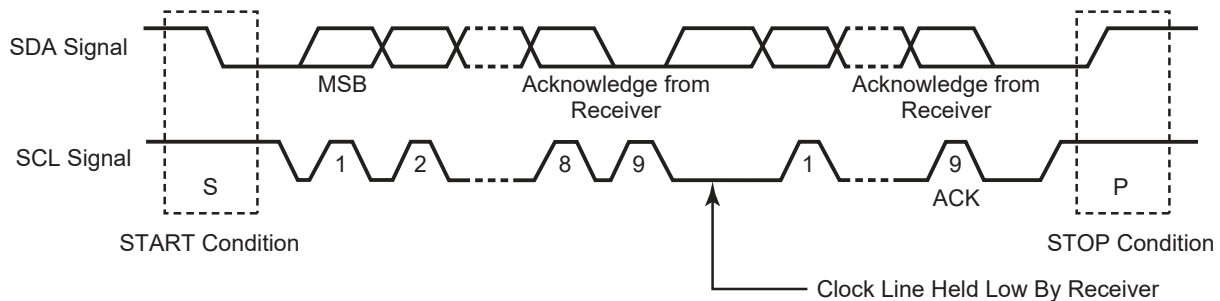 SDA Signal
MSB
Acknowledge from
Receiver
Acknowledge from
Receiver
SCL Signal
1
2
8
9
1
9
S
ACK
P
START Condition
STOP Condition
Clock Line Held Low By Receiver